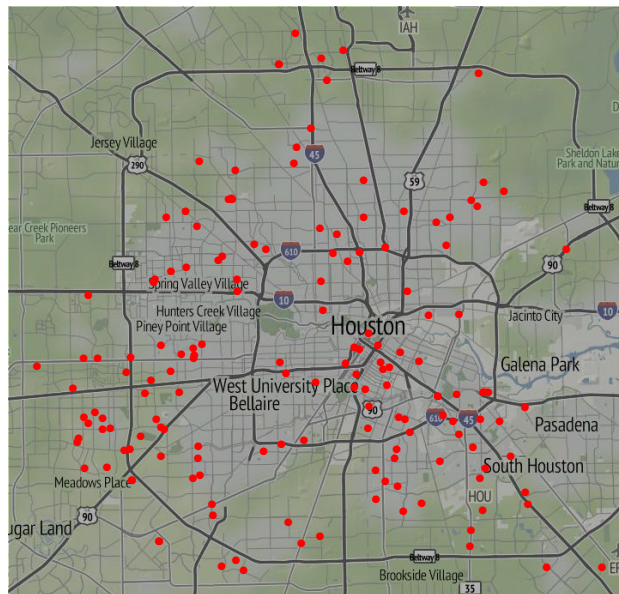 IAH
Beltway 8
Jersey Village
45
290
59
Sheldon Lake
Park and Natu
ear Creek Pioneers
Park
Beltway 8
Beltway 8
610
90
Spring Valley Village
10
Hunters Creek Village
Jacinto City
10
Piney Point Village
Houston
Galena Park
West University Place
Bellaire
90
610
45
Pasadena
South Houston
Meadows Place
HOU
90
ugar Land
Beltway 8
Brookside Village
35